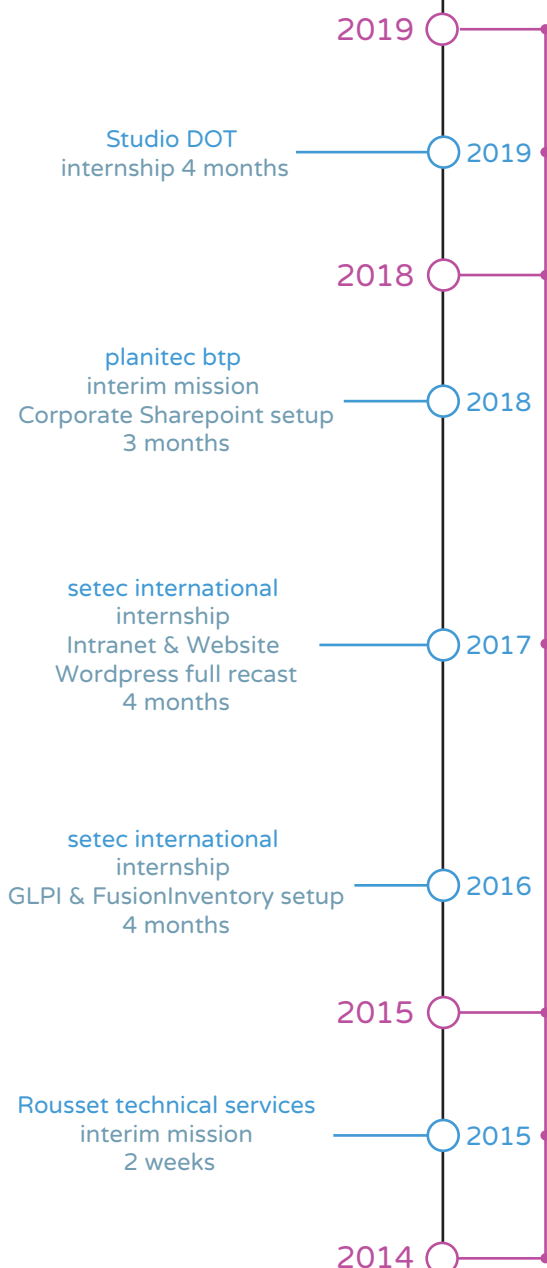 2019
Studio DOT
internship 4 months
2019
2018
planitec btp
interim mission
Corporate Sharepoint setup
3 months
2018
setec international
internship
Intranet & Website
Wordpress full recast
4 months
2017
setec international
internship
GLPI & FusionInventory setup
4 months
2016
2015
Rousset technical services
interim mission
2 weeks
2015
2014